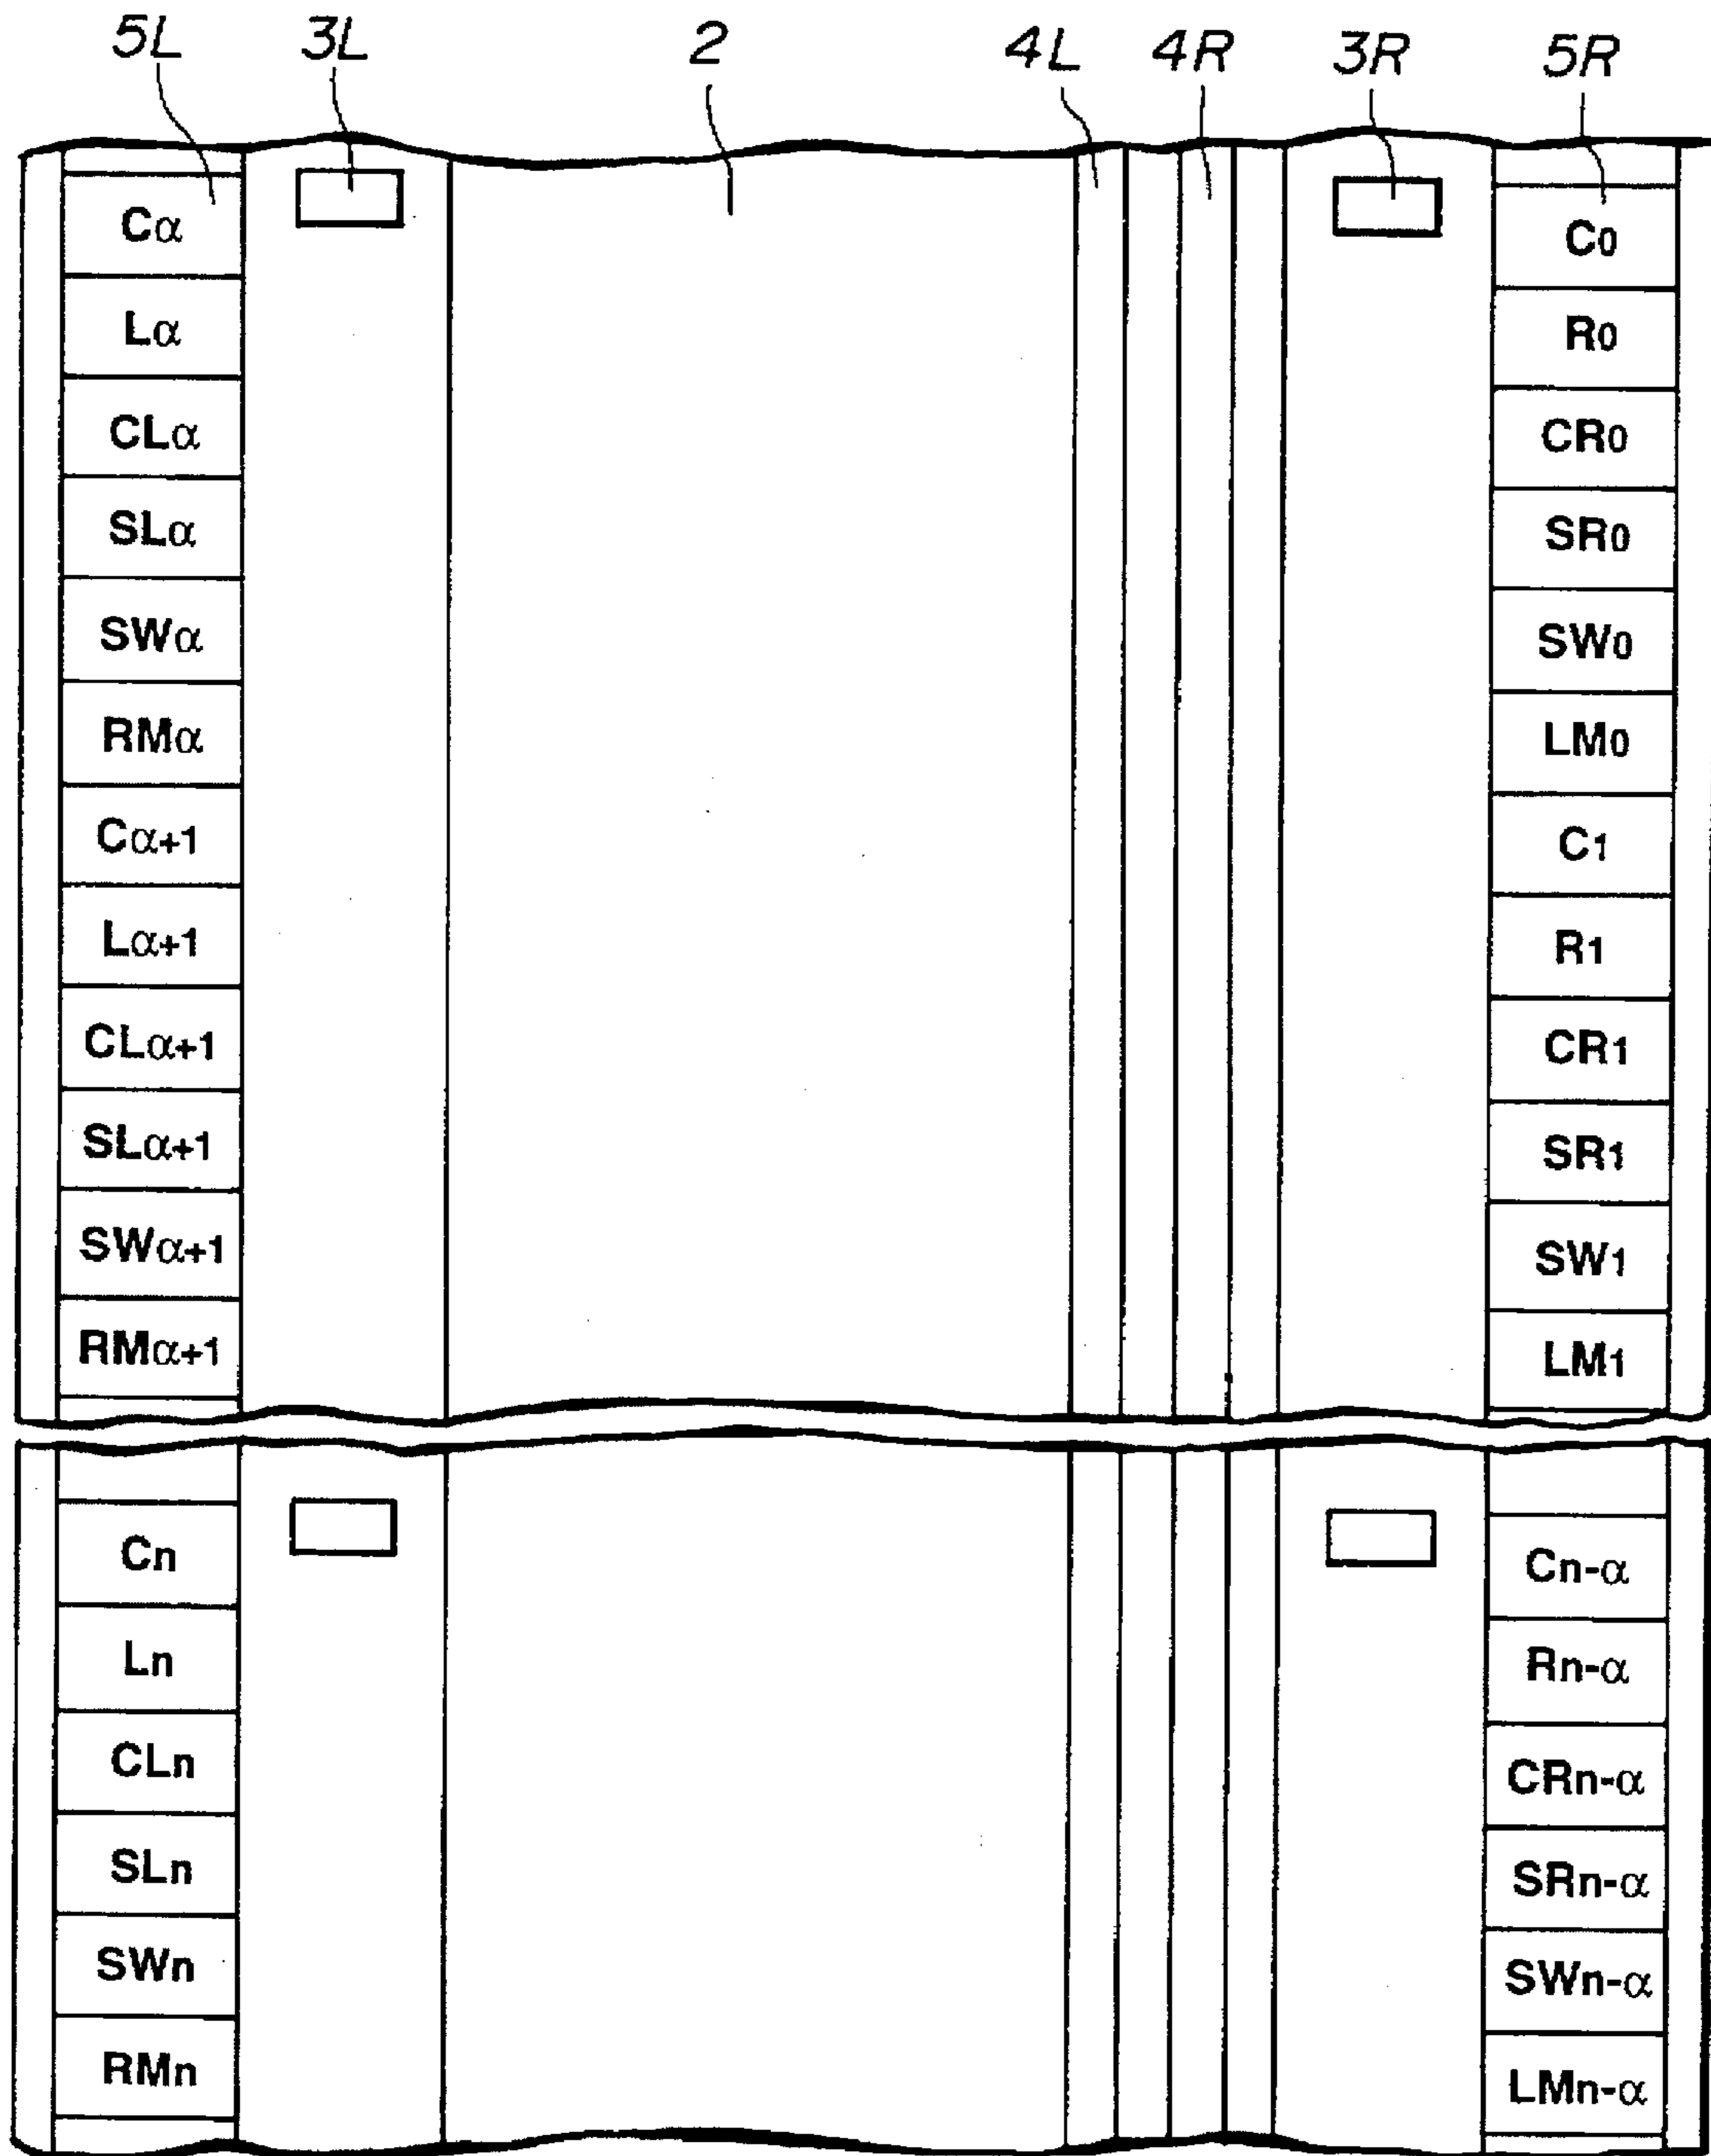 5L 3L 2 4L 4R 3R 5R
Cα C0
Lα R0
CLα CR0
SLα SR0
SWα SW0
RMα LM0
Cα+1 C1
Lα+1 R1
CLα+1 CR1
SLα+1 SR1
SWα+1 SW1
RMα+1 LM1
Cn Cn-α
Ln Rn-α
CLn CRn-α
SLn SRn-α
SWn SWn-α
RMn LMn-α